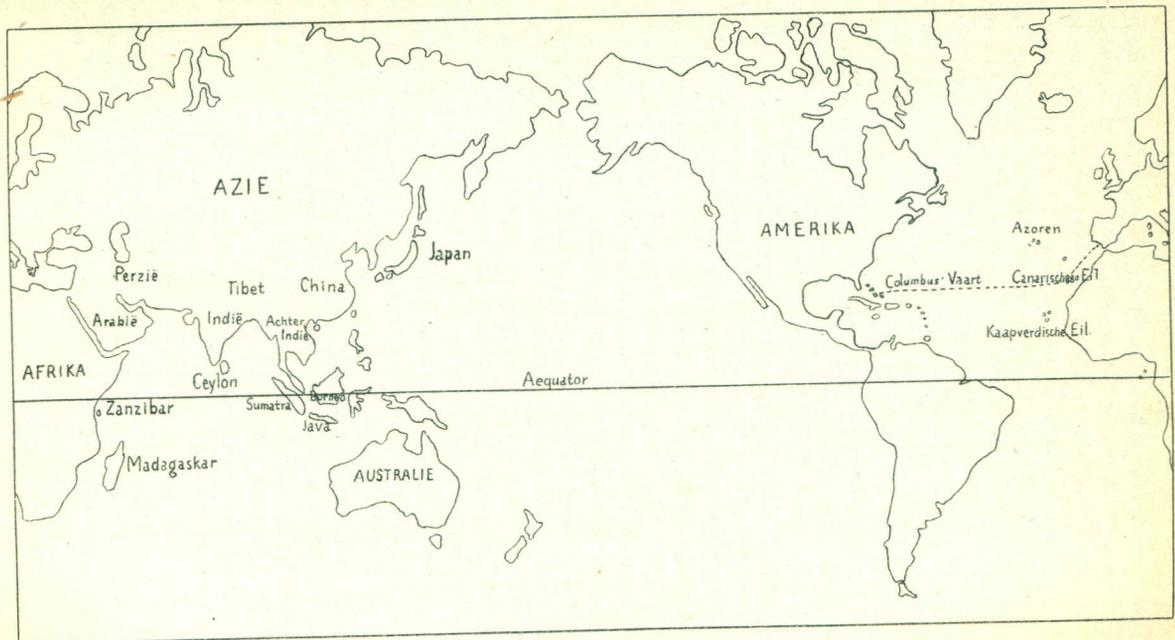 AZIE
AMERIKA
Azoren
Japan
Perzië
Tibet
China
Columbus' Vaart
Canarische Eil
Arabië
Indië
Achter
Indië
Kaapverdische Eil.
AFRIKA
Ceylon
Aequator
Zanzibar
Sumatra
Borneo
Java
Madagaskar
AUSTRALIE